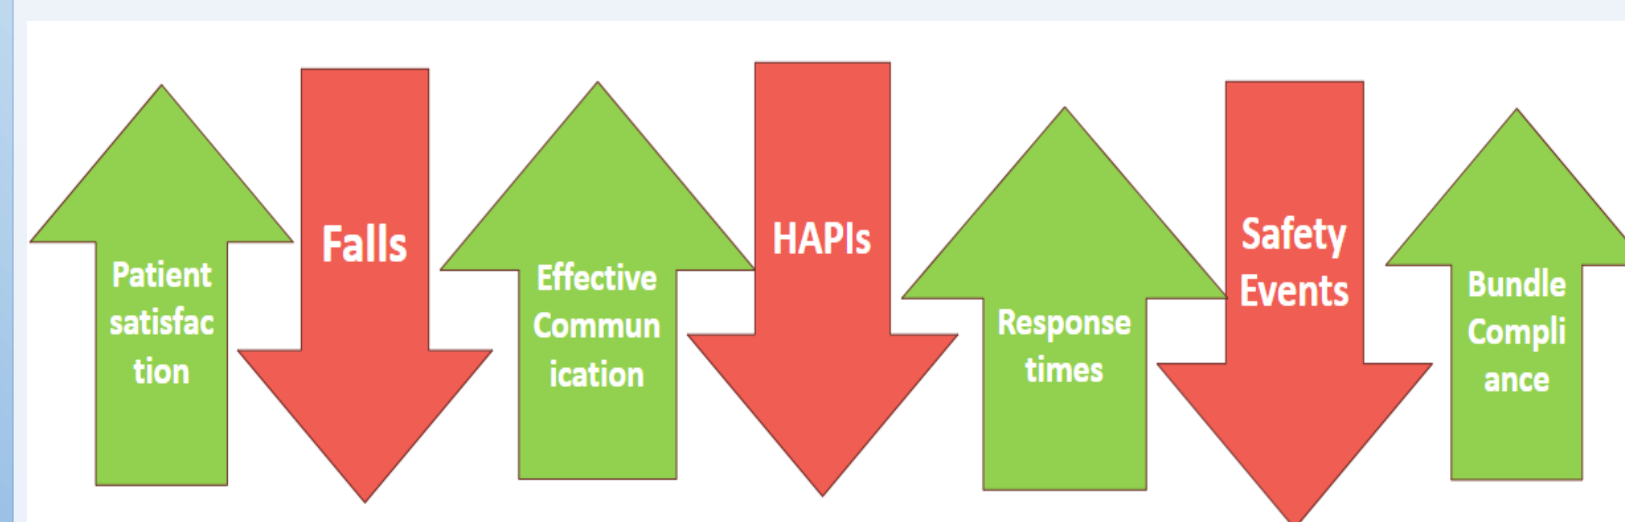 Patient
satisfac
tion
Falls
Effective
Commun
ication
HAPIs
Response
times
Safety
Events
Bundle
Compli
ance